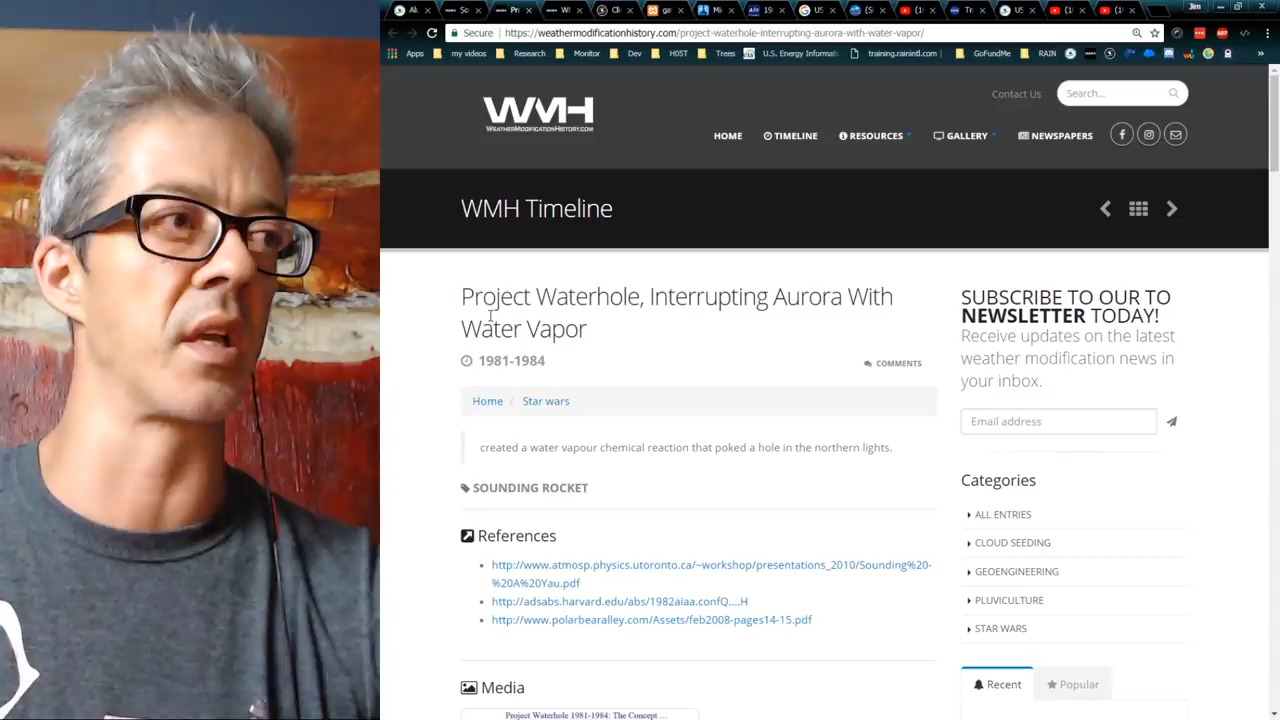 Jim
Secure
https://weathermodificationhistory.com/project-waterhole-interrupting-aurora-with-water-vapor/
Apps
my videos
Research
Monitor
Dev
H0ST
Trees
eia
U.S. Energy Informati
training.rainintl.com
GoFundMe
RAIN
Contact Us
Search...
WMH
WEATHERMODIFICATIONHISTORY.COM
HOME
TIMELINE
RESOURCES
GALLERY
NEWSPAPERS
WMH Timeline
Project Waterhole, Interrupting Aurora With
Water Vapor
1981-1984
COMMENTS
Home / Star wars
created a water vapour chemical reaction that poked a hole in the northern lights.
SOUNDING ROCKET
References
http://www.atmosp.physics.utoronto.ca/~workshop/presentations_2010/Sounding%20-
%20A%20Yau.pdf
http://adsabs.harvard.edu/abs/1982aiaa.confQ....H
http://www.polarbearalley.com/Assets/feb2008-pages14-15.pdf
Media
Project Waterhole 1981-1984: The Concept ...
SUBSCRIBE TO OUR TO
NEWSLETTER TODAY!
Receive updates on the latest
weather modification news in
your inbox.
Email address
Categories
ALL ENTRIES
CLOUD SEEDING
GEOENGINEERING
PLUVICULTURE
STAR WARS
Recent
Popular